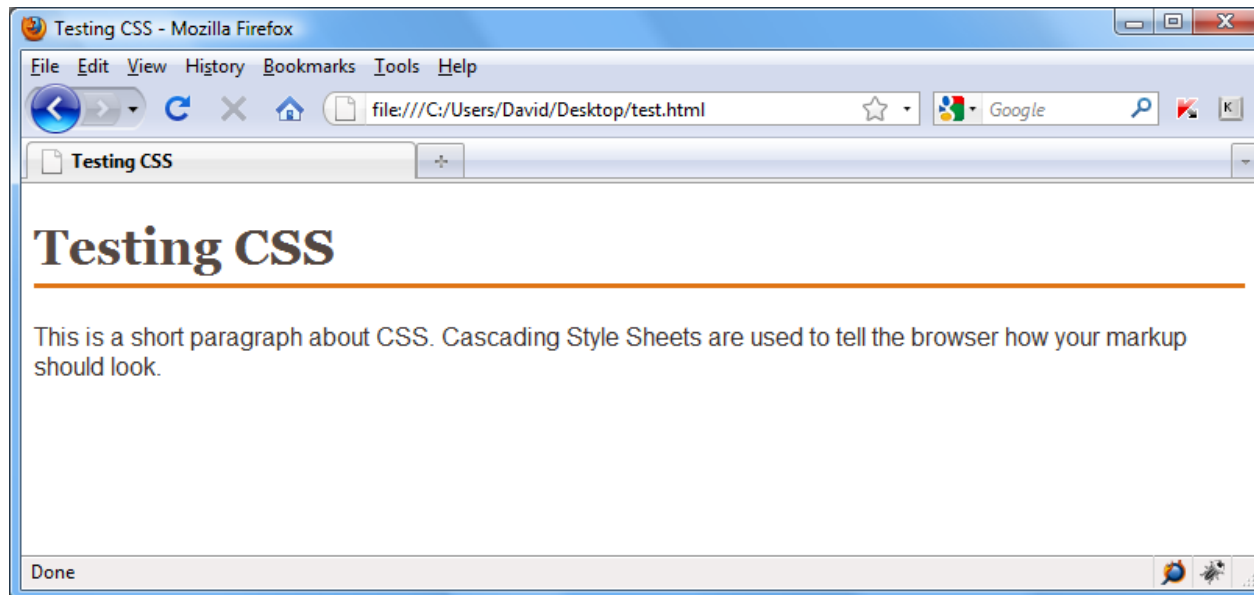 Testing CSS - Mozilla Firefox
File Edit View History Bookmarks Tools Help
file:///C:/Users/David/Desktop/test.html Google K K
Testing CSS
Testing CSS
This is a short paragraph about CSS. Cascading Style Sheets are used to tell the browser how your markup
should look.
Done